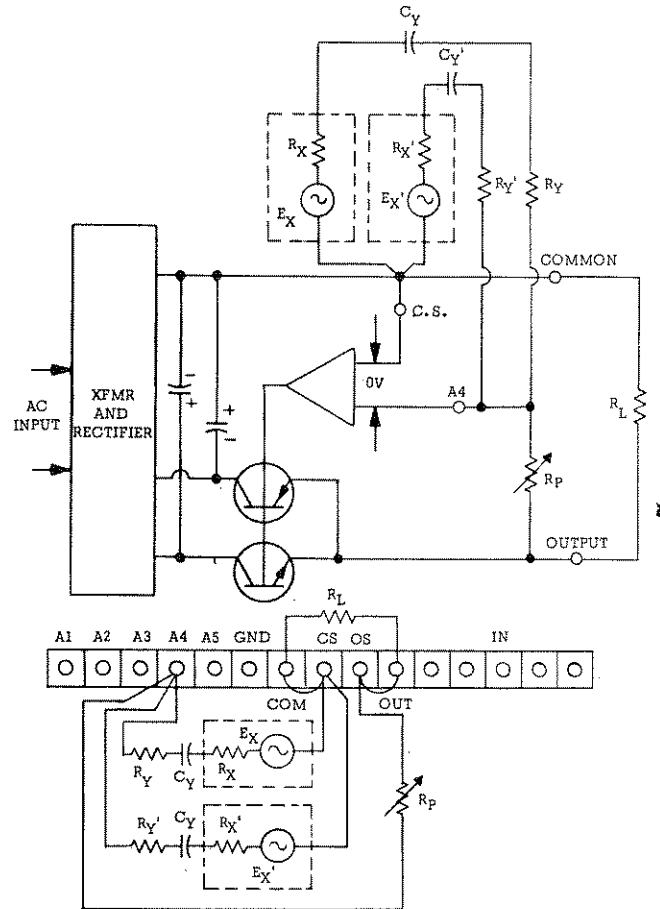 C_Y
C_Y'
R_X
R_X'
R_Y'
R_Y
E_X
E_X'
COMMON
C.S.
0V
A4
AC
INPUT
XFMR
AND
RECTIFIER
R_L
R_P
OUTPUT
- + + -
R_L
A1 A2 A3 A4 A5 GND CS OS IN
COM OUT
E_X
R_Y C_Y R_X
R_P
R_Y' C_Y R_X'
E_X'